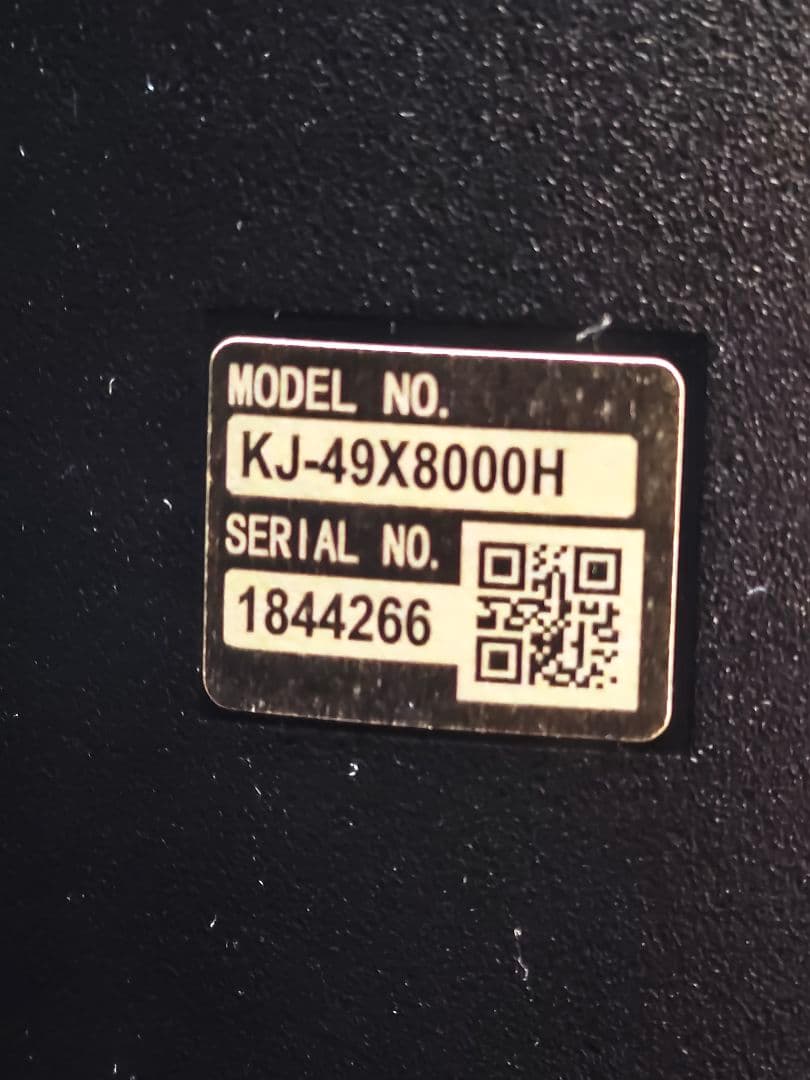 MODEL NO.
KJ-49X8000H
SERIAL NO.
1844266